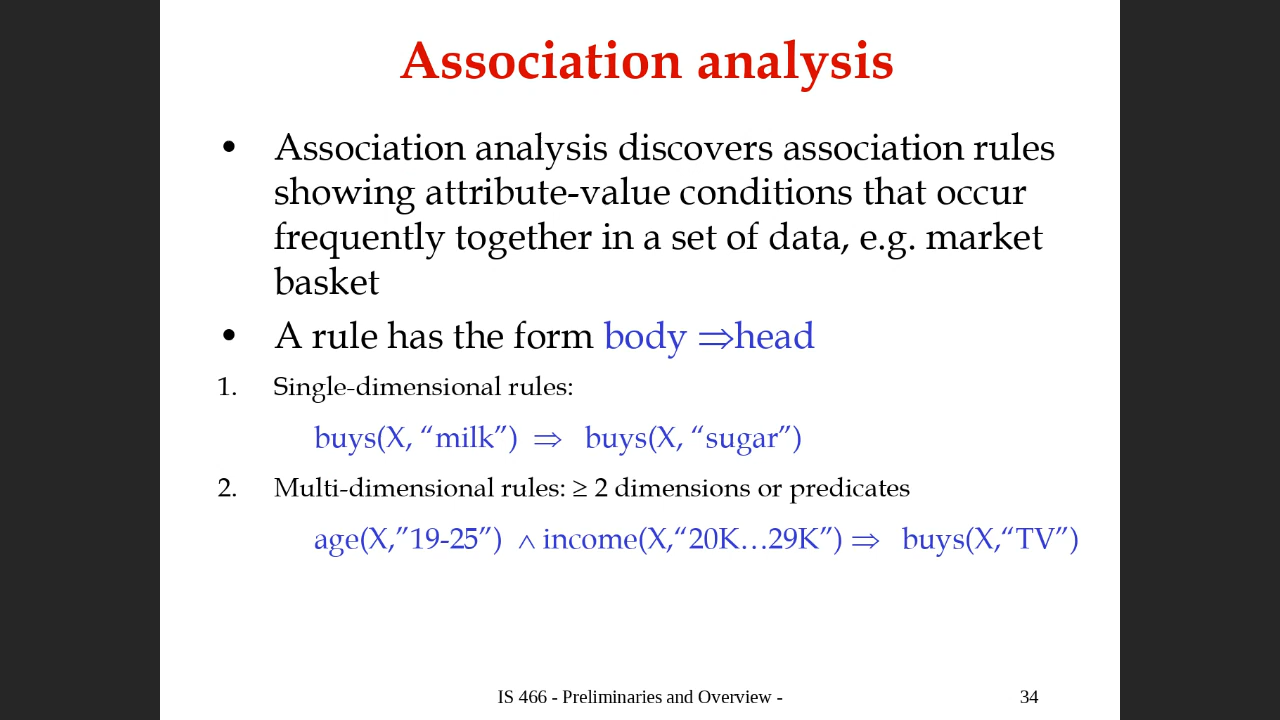 Association analysis
• Association analysis discovers association rules
showing attribute-value conditions that occur
frequently together in a set of data, e.g. market
basket
• A rule has the form body ⇒head
1. Single-dimensional rules:
buys(X, “milk”) ⇒ buys(X, “sugar”)
2. Multi-dimensional rules: ≥ 2 dimensions or predicates
age(X,”19-25”) ∧ income(X,“20K…29K”) ⇒ buys(X,“TV”)
IS 466 - Preliminaries and Overview - 34